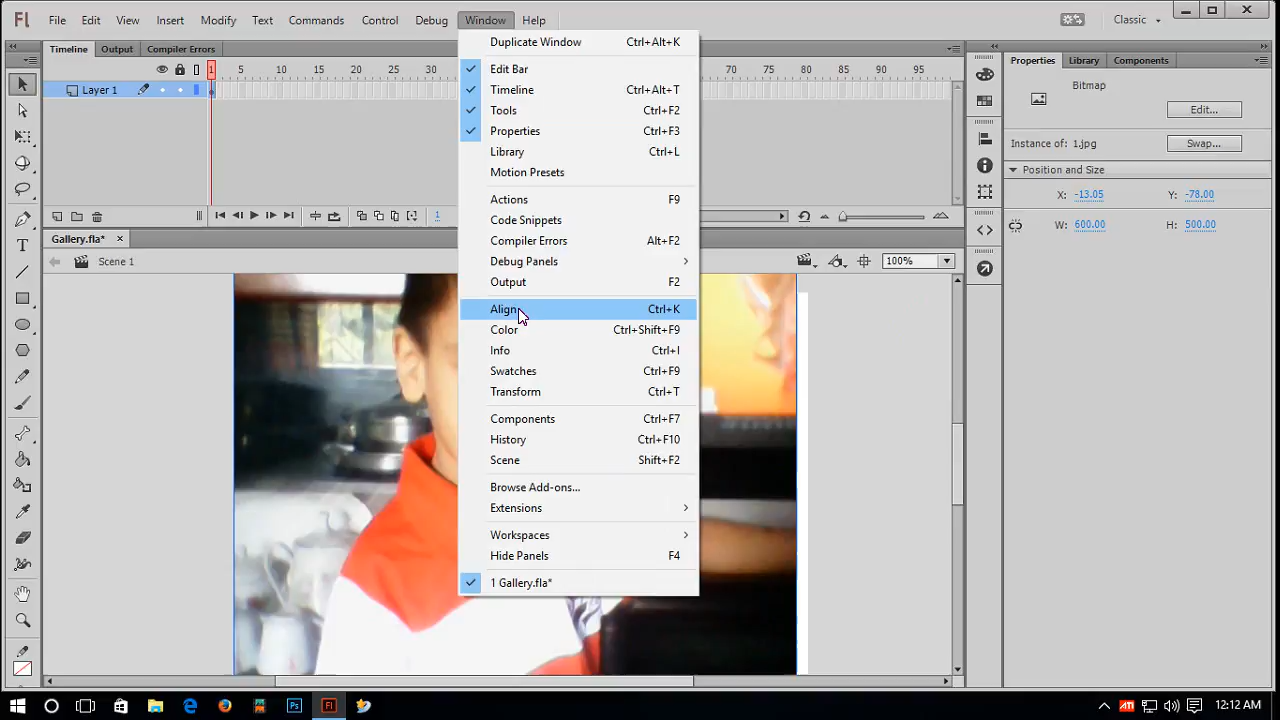 Fl File Edit View Insert Modify Text Commands Control Debug Window Help Classic
Timeline Output Compiler Errors
1 5 10 15 20 25 30 70 75 80 85 90 95
Layer 1
1
Gallery.fla* ×
Scene 1 100%
Duplicate Window Ctrl+Alt+K
Edit Bar
Timeline Ctrl+Alt+T
Tools Ctrl+F2
Properties Ctrl+F3
Library Ctrl+L
Motion Presets
Actions F9
Code Snippets
Compiler Errors Alt+F2
Debug Panels
Output F2
Align Ctrl+K
Color Ctrl+Shift+F9
Info Ctrl+I
Swatches Ctrl+F9
Transform Ctrl+T
Components Ctrl+F7
History Ctrl+F10
Scene Shift+F2
Browse Add-ons...
Extensions
Workspaces
Hide Panels F4
1 Gallery.fla*
Properties Library Components
Bitmap
Edit...
Instance of: 1.jpg Swap...
Position and Size
X: -13.05 Y: -78.00
W: 600.00 H: 500.00
Ps Fl ATI 12:12 AM